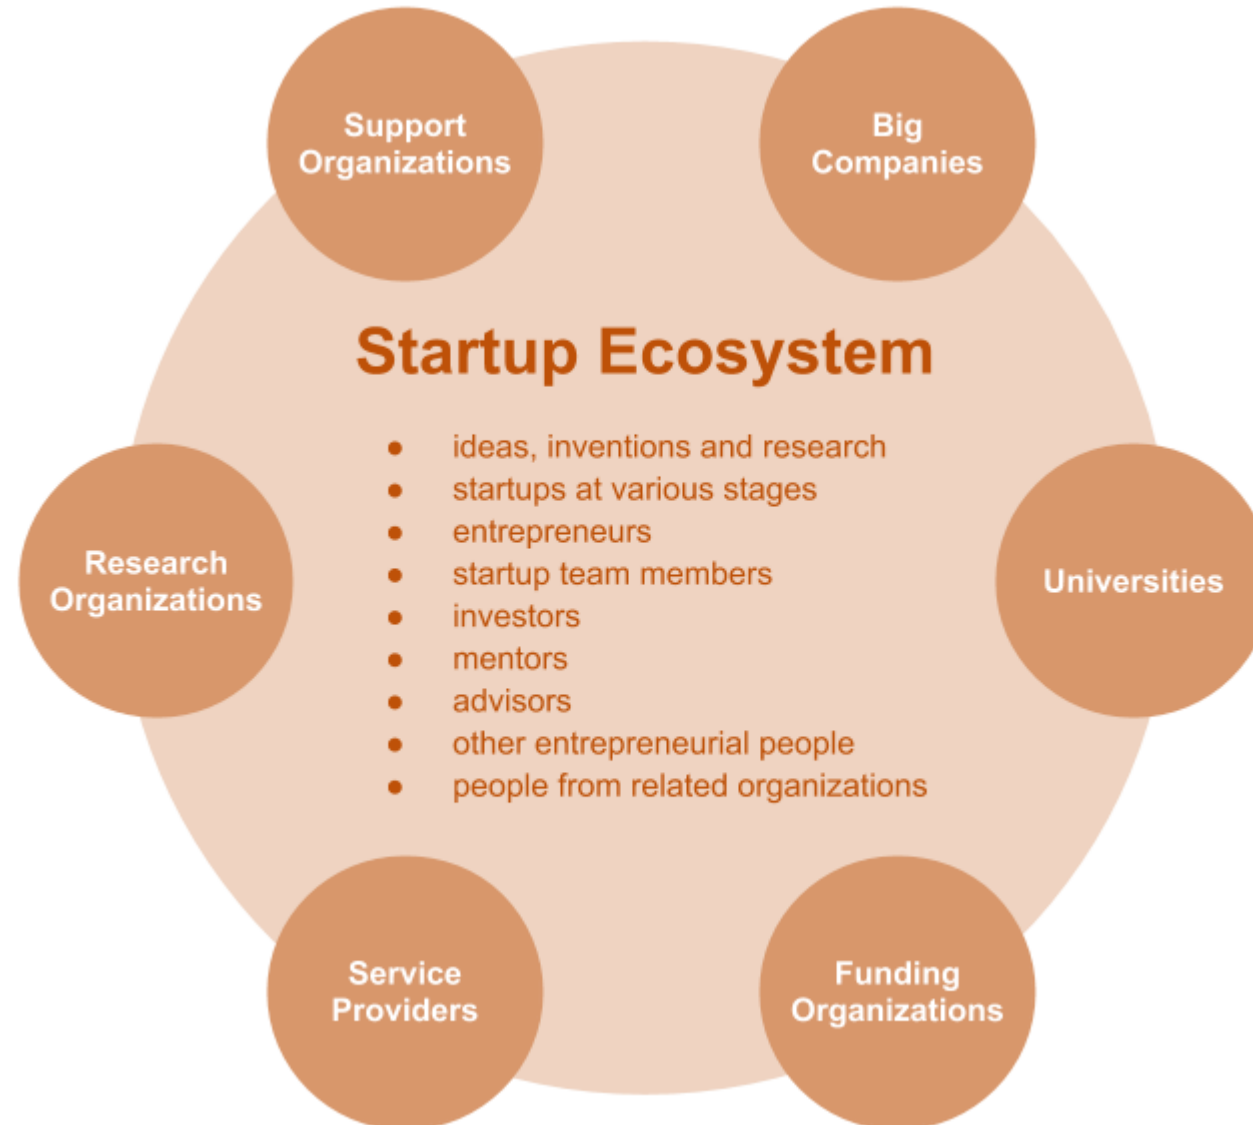 Support
Organizations
Big
Companies
Startup Ecosystem
● ideas, inventions and research
● startups at various stages
● entrepreneurs
● startup team members
● investors
● mentors
● advisors
● other entrepreneurial people
● people from related organizations
Research
Organizations
Universities
Service
Providers
Funding
Organizations